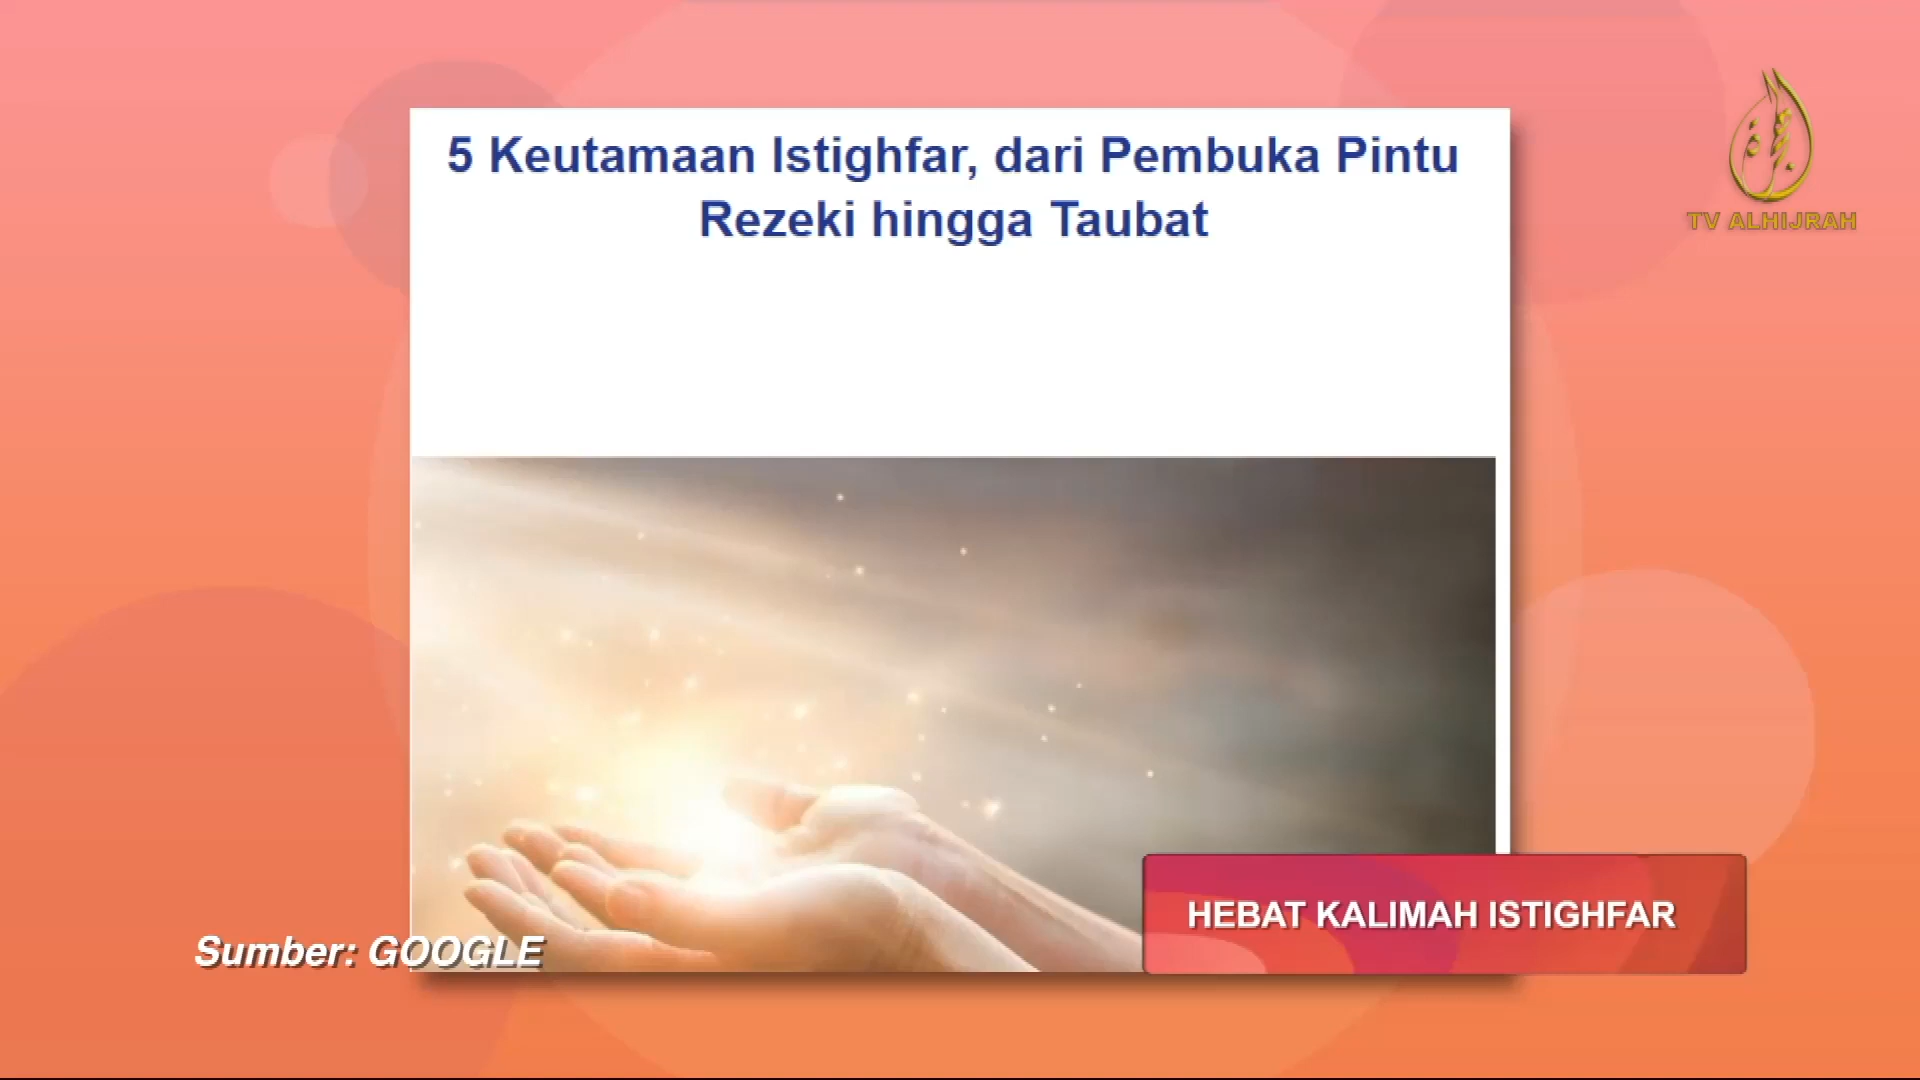 5 Keutamaan Istighfar, dari Pembuka Pintu
Rezeki hingga Taubat
TV ALHIJRAH
HEBAT KALIMAH ISTIGHFAR
Sumber: GOOGLE